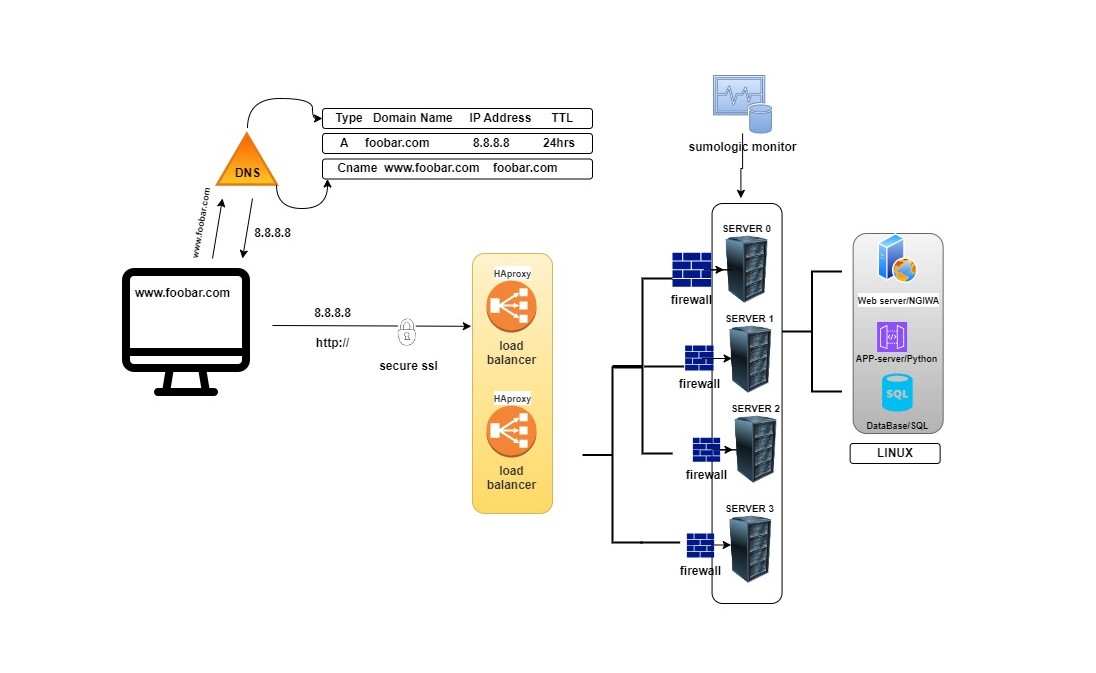 sumologic monitor
Type Domain Name IP Address TTL
A foobar.com 8.8.8.8 24hrs
Cname www.foobar.com foobar.com
DNS
www.foobar.com
8.8.8.8
www.foobar.com
8.8.8.8
http://
secure ssl
HAproxy
load
balancer
HAproxy
load
balancer
firewall
firewall
firewall
firewall
SERVER 0
SERVER 1
SERVER 2
SERVER 3
Web server/NGIWA
APP-server/Python
SQL
DataBase/SQL
LINUX